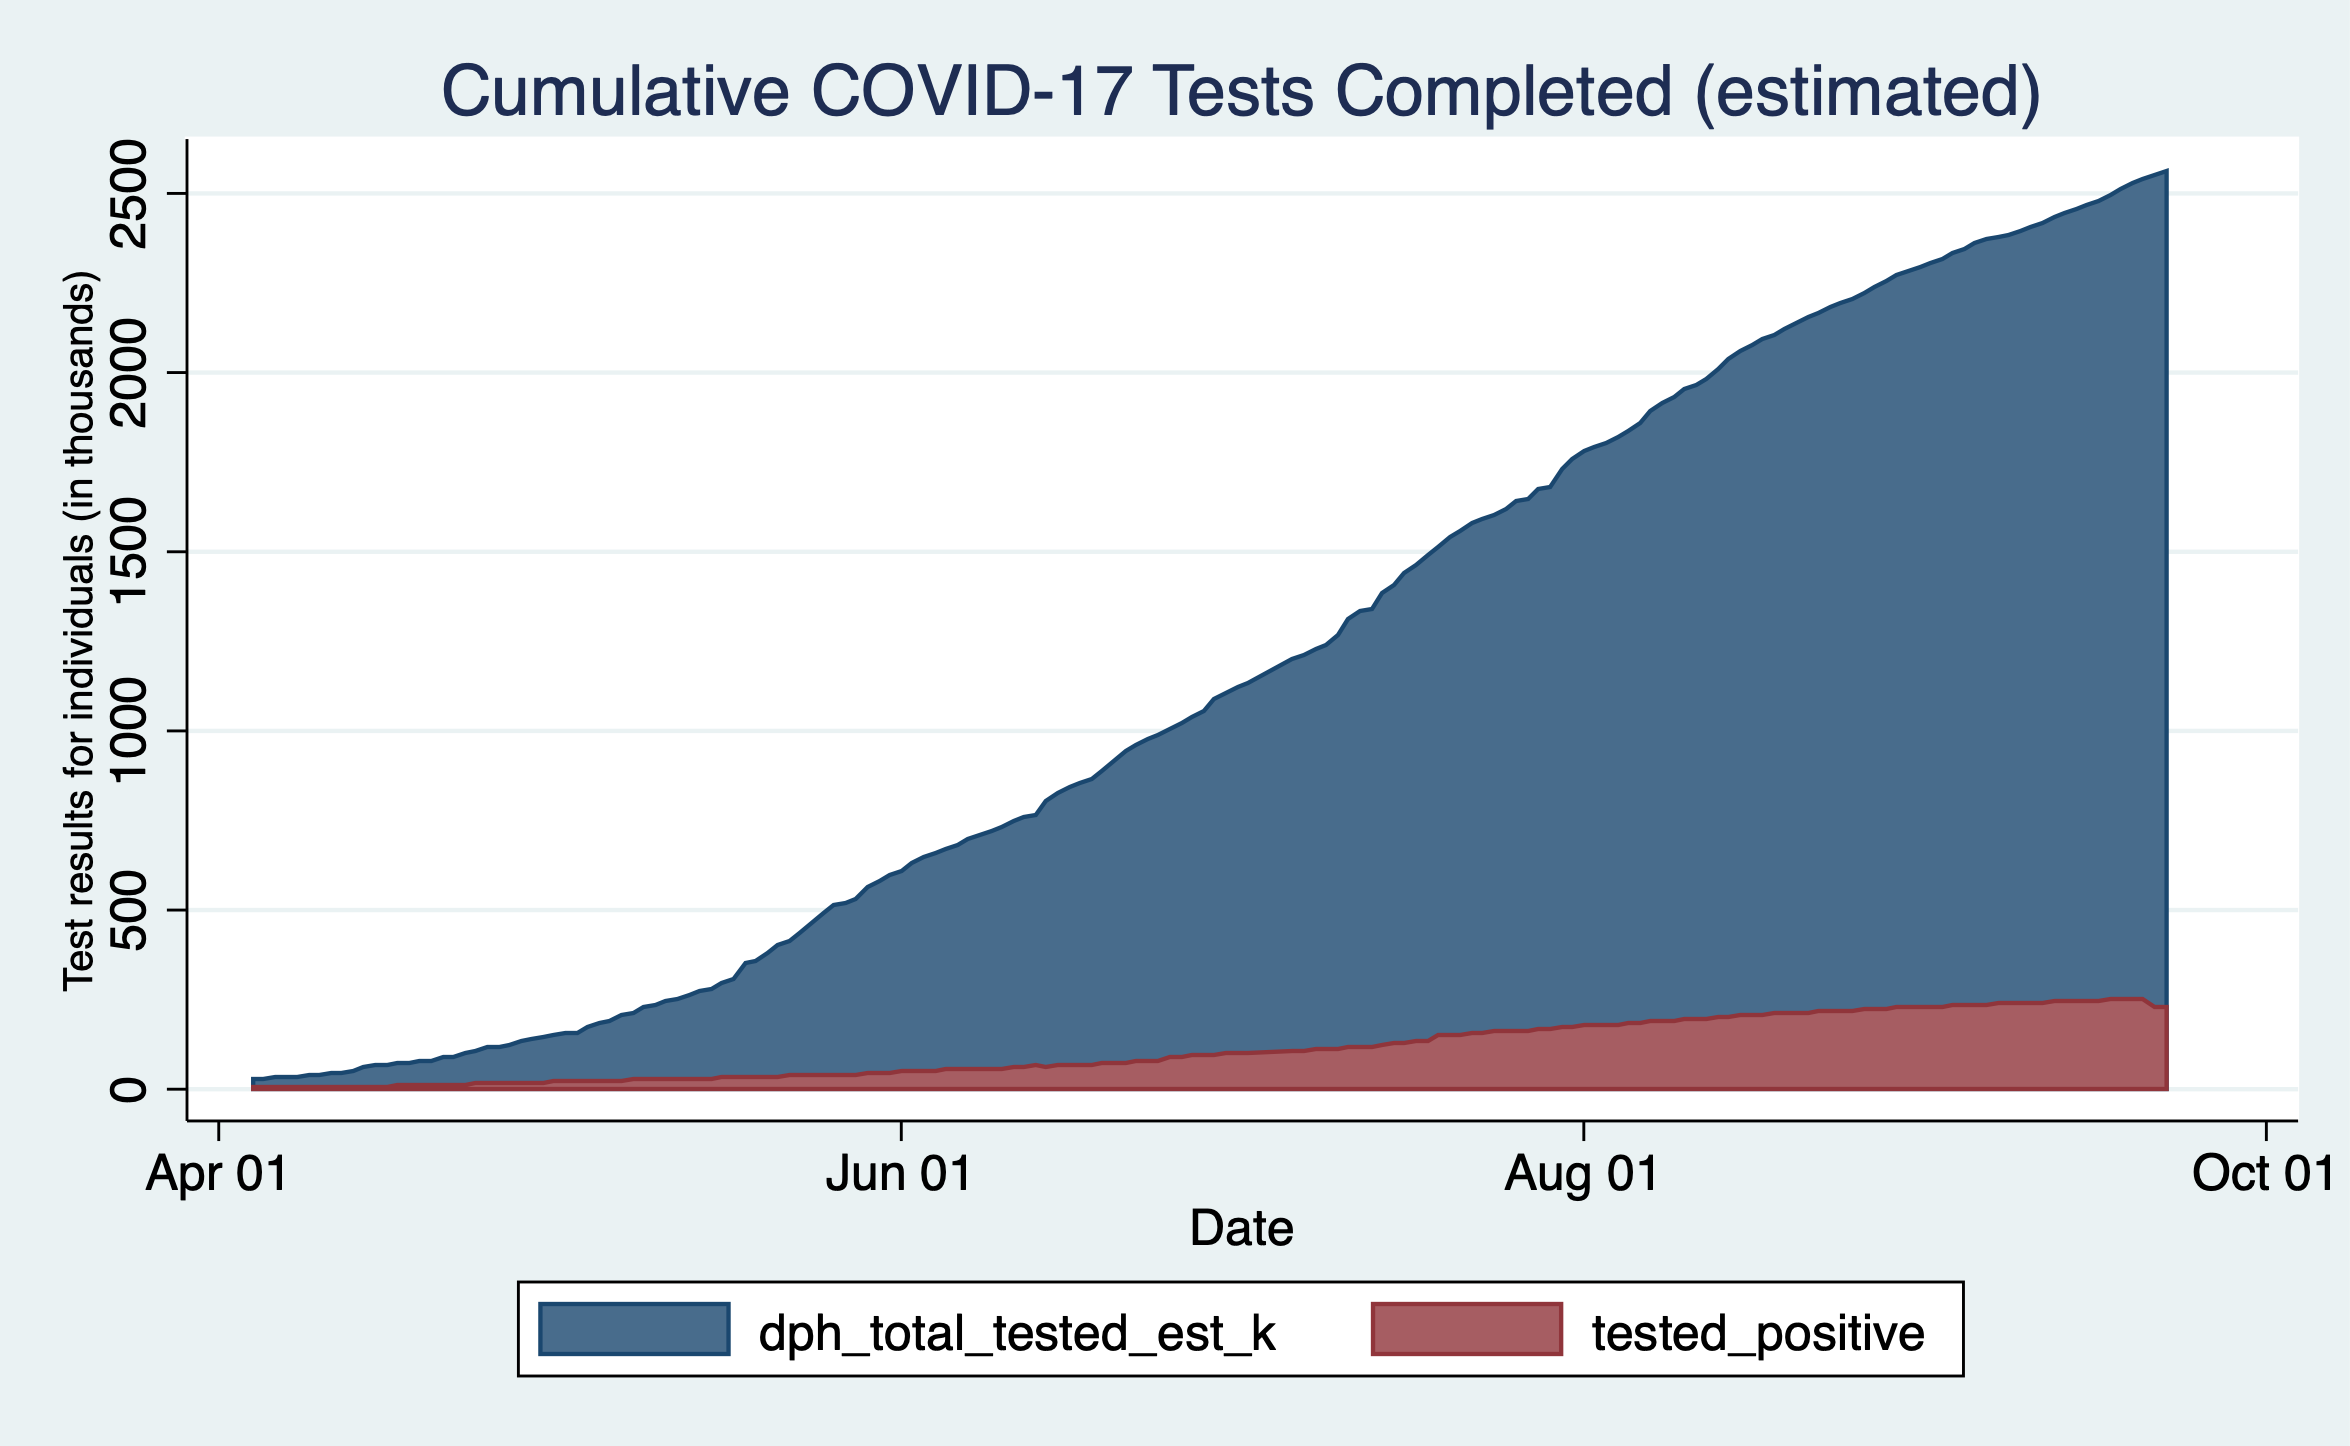 Cumulative COVID-17 Tests Completed (estimated)
Test results for individuals (in thousands)
2500
2000
1500
1000
500
0
Apr 01 Jun 01 Aug 01 Oct 01
Date
dph_total_tested_est_k tested_positive